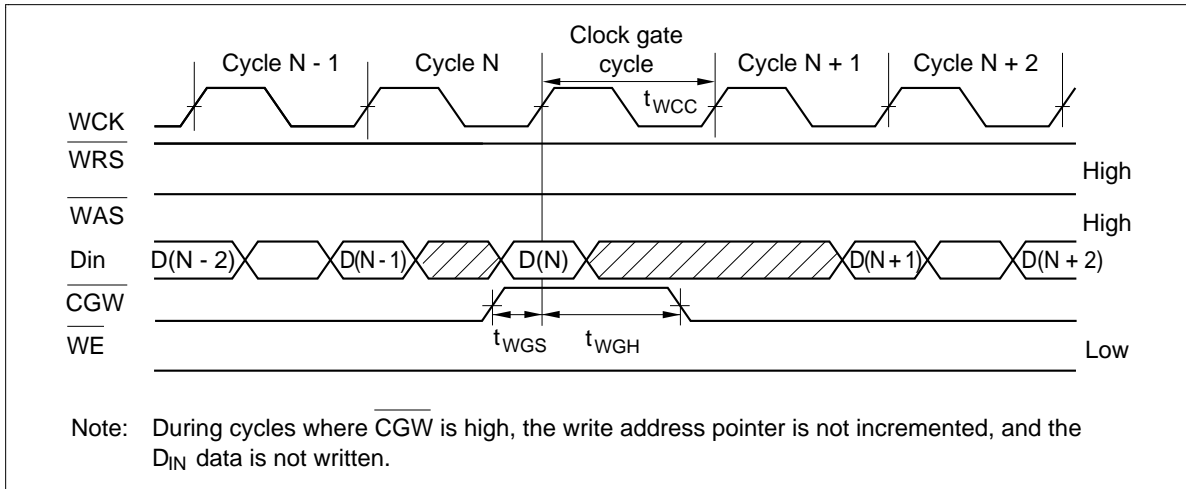 Clock gate
Cycle N - 1 Cycle N cycle Cycle N + 1 Cycle N + 2
tWCC
WCK
WRS
High
WAS
High
Din D(N - 2) D(N - 1) D(N) D(N + 1) D(N + 2)
CGW
tWGS tWGH
WE
Low
Note: During cycles where CGW is high, the write address pointer is not incremented, and the
DIN data is not written.